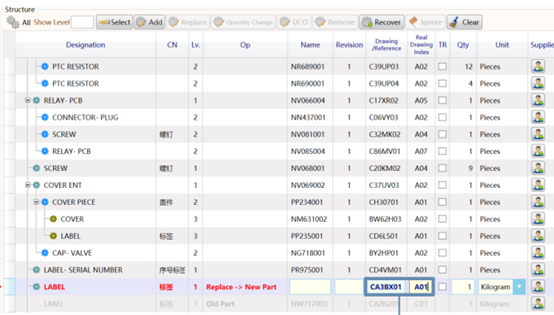 Structure
All Show Level Select Add Replace Quantity Change DCO Remove Recover Ignore Clear
Designation CN Lv. Op Name Revision Drawing /Reference Real Drawing Index TR Qty Unit Supplie
PTC RESISTOR 2 NR689001 1 C39UP03 A02 12 Pieces
PTC RESISTOR 2 NR690001 1 C39UP04 A02 4 Pieces
RELAY- PCB 1 NV066004 1 C17XR02 A05 1 Pieces
CONNECTOR- PLUG 2 NN437001 1 C06VY03 A02 1 Pieces
SCREW 螺钉 2 NV081001 1 C32MK02 A04 1 Pieces
RELAY- PCB 2 NV085004 1 C86MV01 A07 1 Pieces
SCREW 螺钉 1 NV068001 1 C20KM02 A04 9 Pieces
COVER ENT 1 NV069002 1 C37UV03 A02 1 Pieces
COVER PIECE 盖件 2 PP234001 1 CH30701 A01 1 Pieces
COVER 3 NM631002 1 BW62H03 A01 1 Pieces
LABEL 标签 3 PP235001 1 CD6L501 A01 1 Pieces
CAP- VALVE 2 NG718001 1 BY2HP01 A02 1 Pieces
LABEL- SERIAL NUMBER 序号标签 1 PR975001 1 CD4VM01 A01 1 Pieces
LABEL 标签 1 Replace -> New Part CA3BX01 A01 1 Kilogram
LABEL 标签 1 Old Part NW717003 1 CA2N201 C03 1 Kilogram